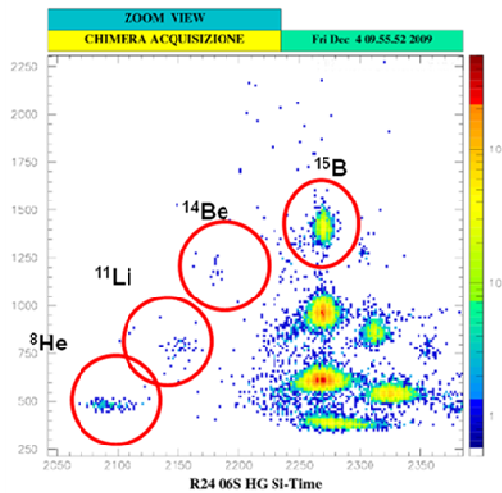 ZOOM VIEW
CHIMERA ACQUISIZIONE
Fri Dec 4 09.55.52 2009
2250
2000
1750
1500
1250
1000
750
500
250
¹⁵B
¹⁴Be
¹¹Li
⁸He
10
10
1
2050
2100
2150
2200
2250
2300
2350
R24 06S HG Si-Time